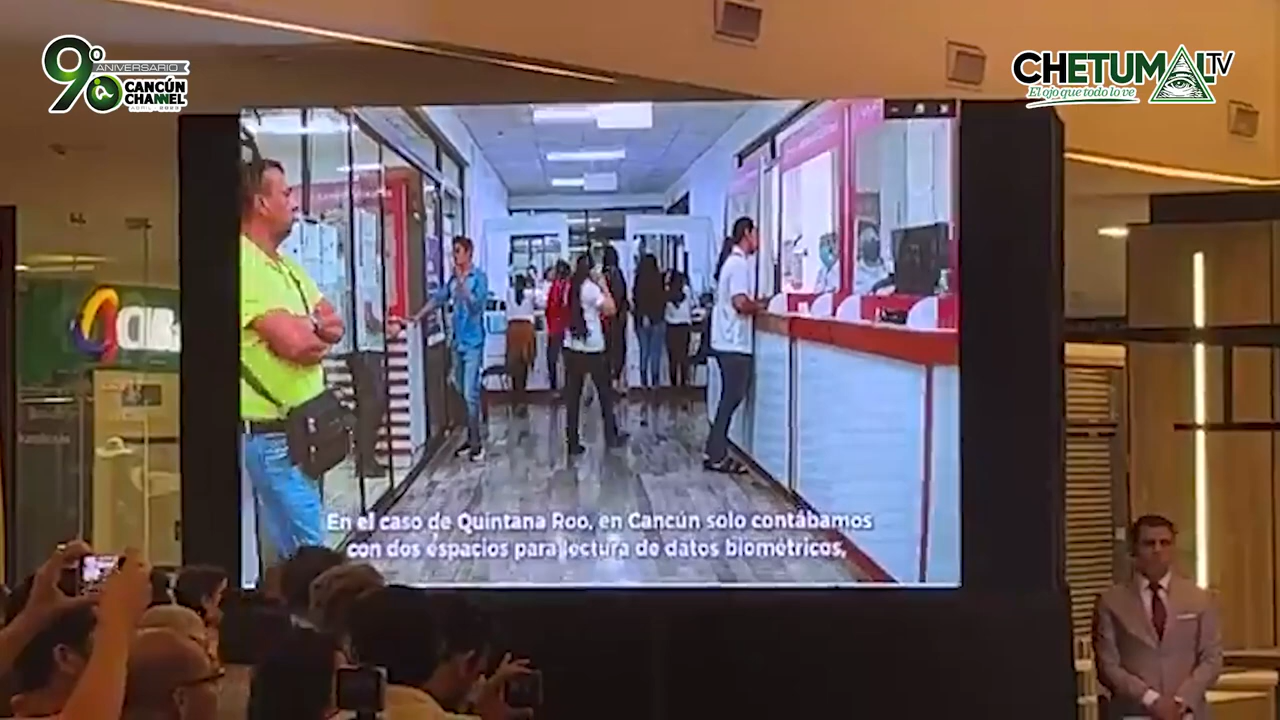 9º
ANIVERSARIO
CANCÚN
CHANNEL
CHETUMAL TV
El ojo que todo lo ve
En el caso de Quintana Roo, en Cancún solo contábamos
con dos espacios para lectura de datos biométricos,